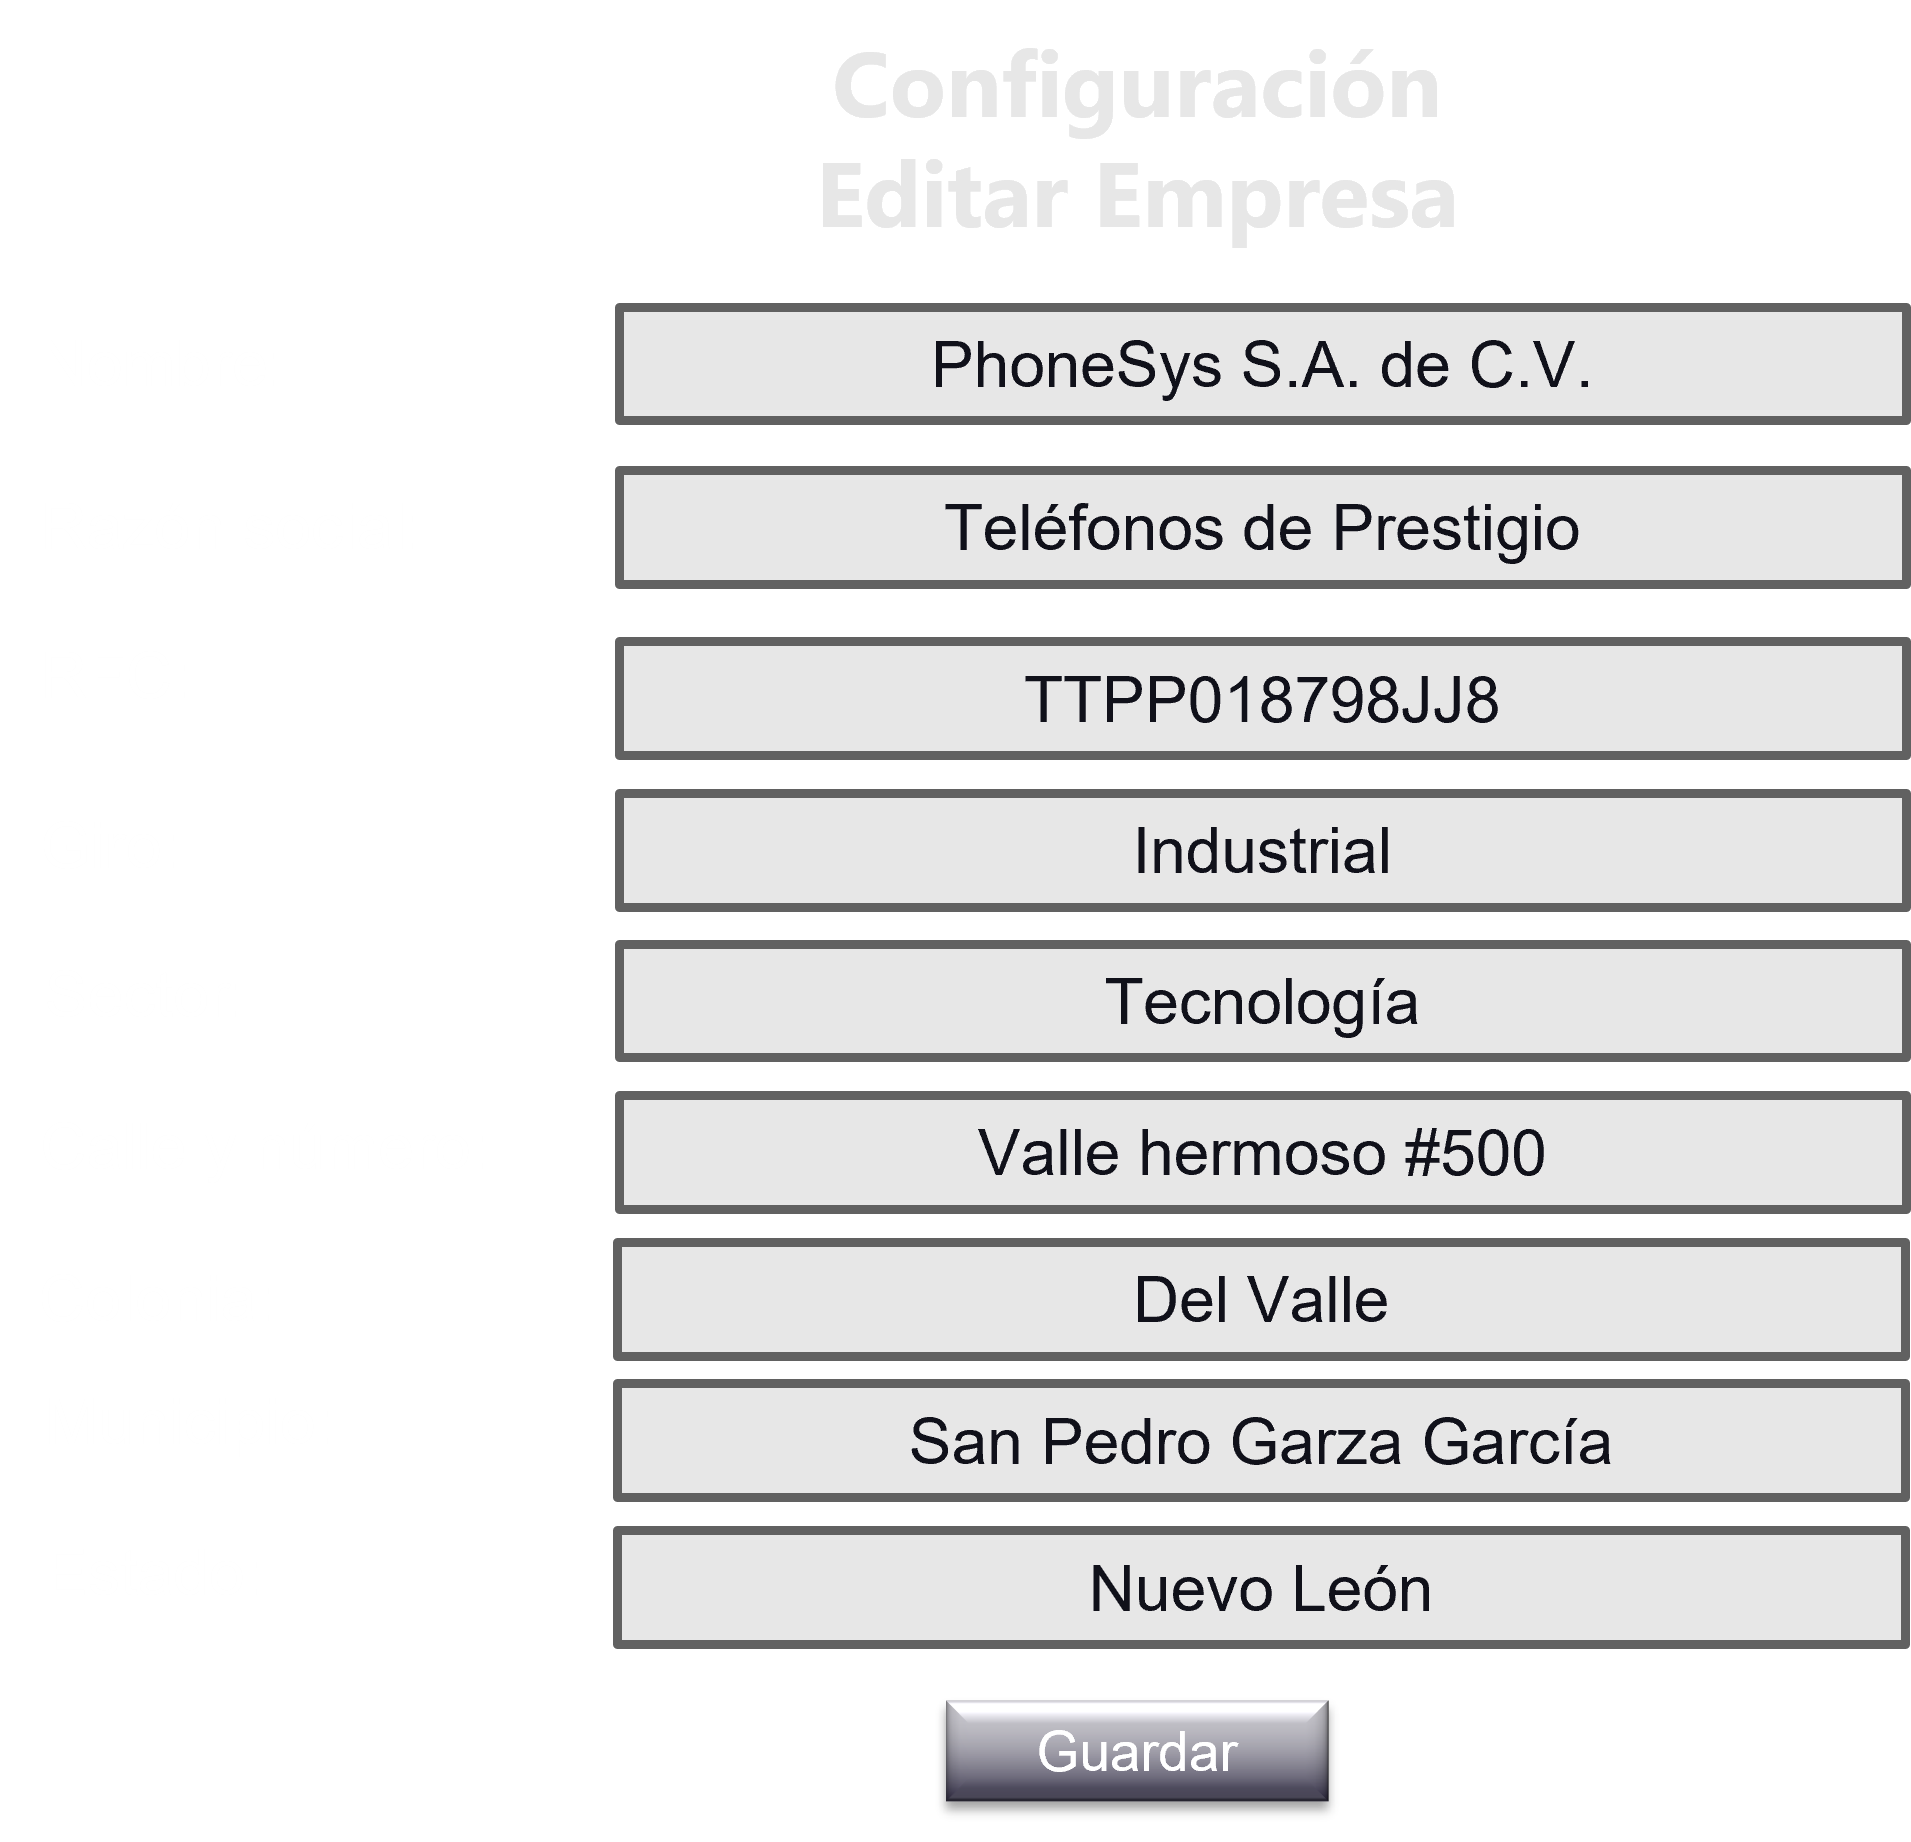 Configuración
Editar Empresa
PhoneSys S.A. de C.V.
Teléfonos de Prestigio
TTPP018798JJ8
Industrial
Tecnología
Valle hermoso #500
Del Valle
San Pedro Garza García
Nuevo León
Guardar